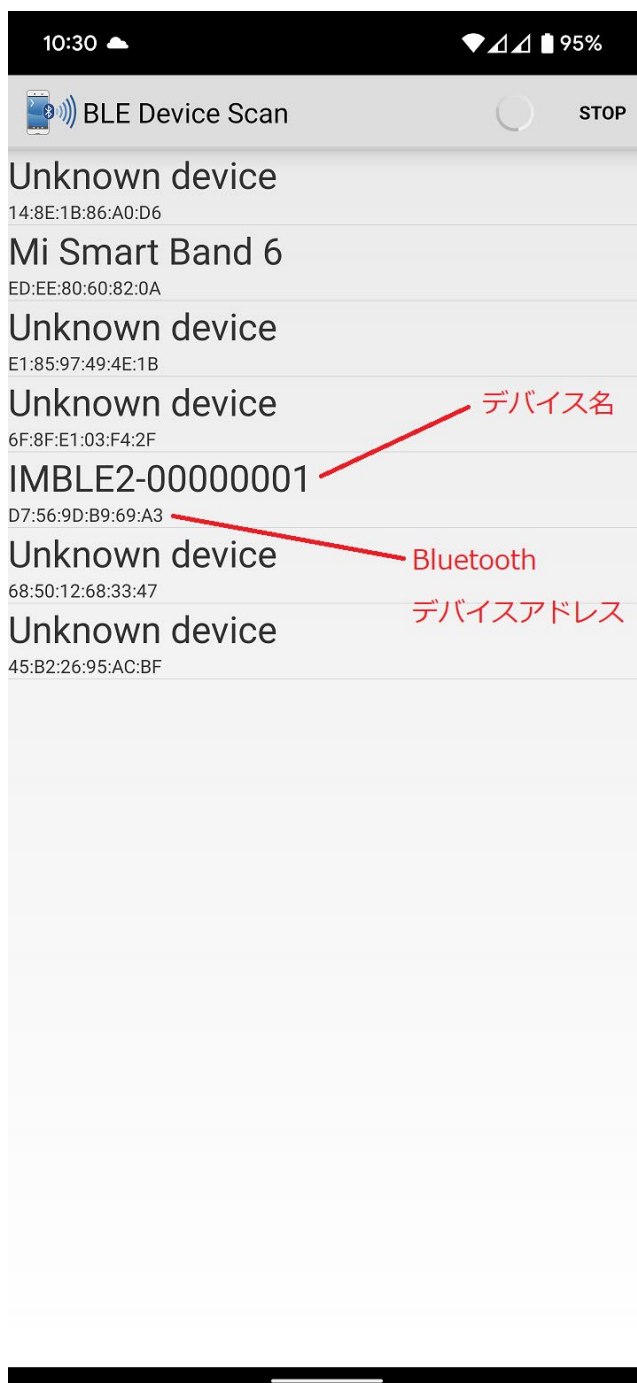 10:30
95%
BLE Device Scan
STOP
Unknown device
14:8E:1B:86:A0:D6
Mi Smart Band 6
ED:EE:80:60:82:0A
Unknown device
E1:85:97:49:4E:1B
Unknown device
6F:8F:E1:03:F4:2F
デバイス名
IMBLE2-00000001
D7:56:9D:B9:69:A3
Unknown device
68:50:12:68:33:47
Bluetooth
デバイスアドレス
Unknown device
45:B2:26:95:AC:BF